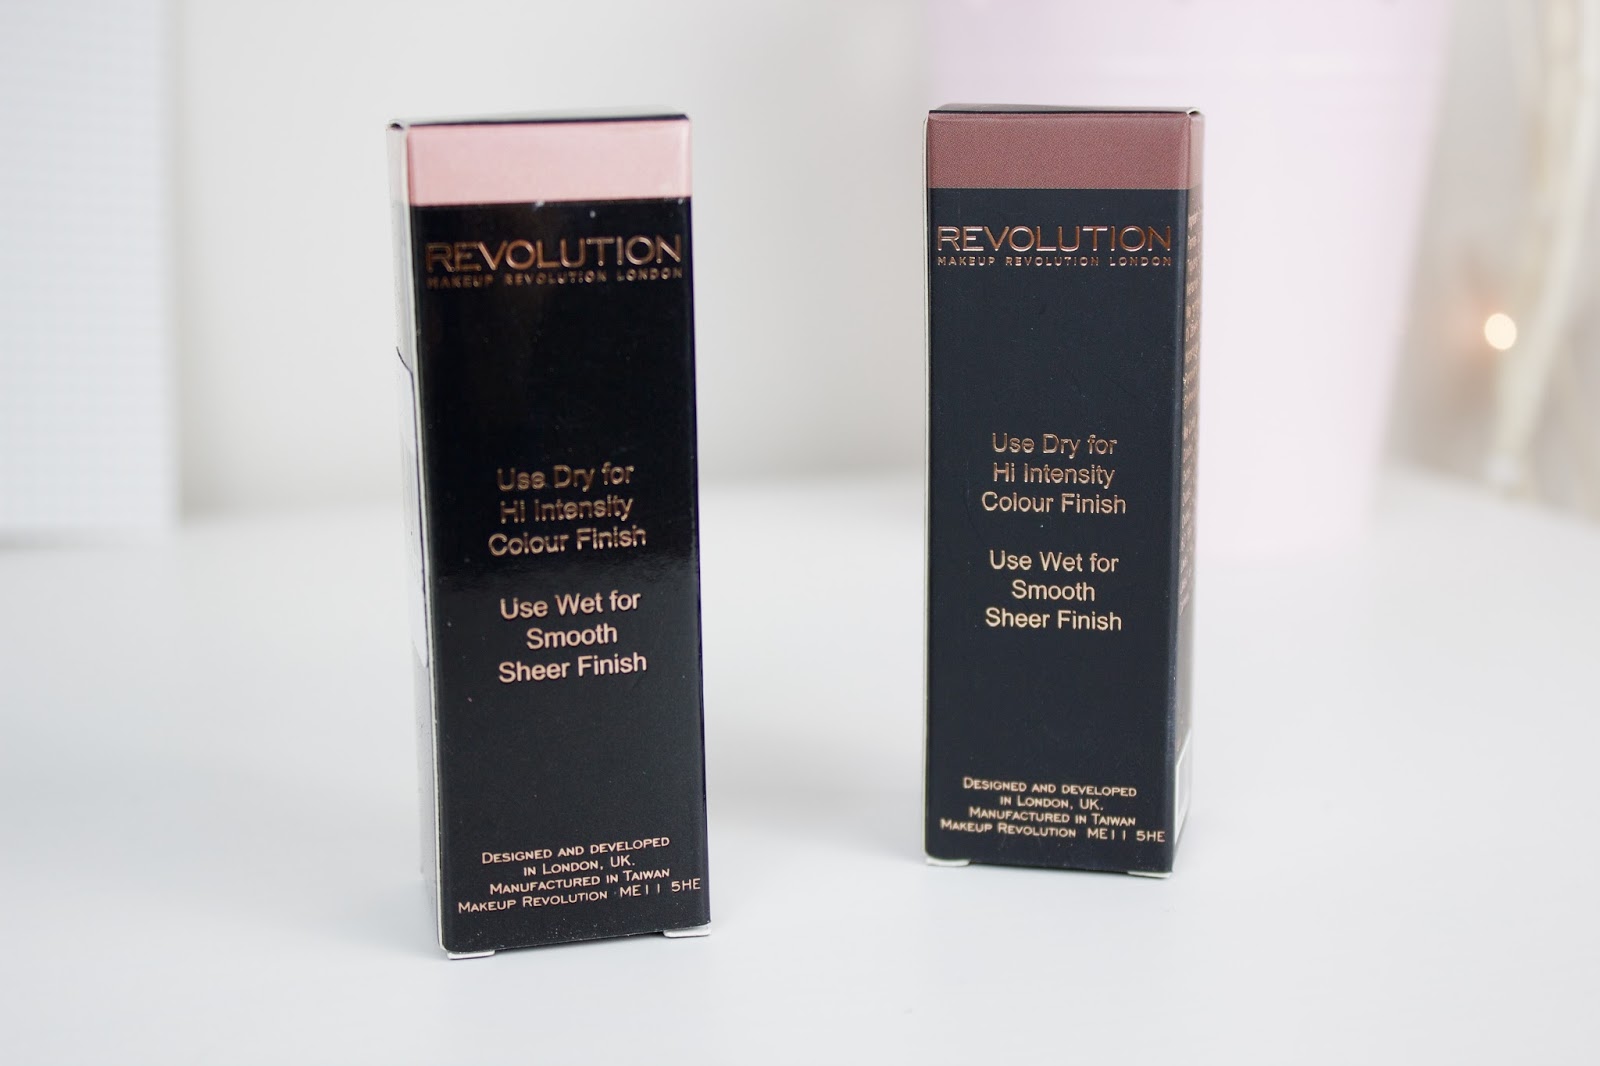 REVOLUTION
MAKEUP REVOLUTION LONDON
Use Dry for
Hi Intensity
Colour Finish
Use Wet for
Smooth
Sheer Finish
DESIGNED AND DEVELOPED
IN LONDON, UK.
MANUFACTURED IN TAIWAN
MAKEUP REVOLUTION ME11 5HE
REVOLUTION
MAKEUP REVOLUTION LONDON
Use Dry for
Hi Intensity
Colour Finish
Use Wet for
Smooth
Sheer Finish
DESIGNED AND DEVELOPED
IN LONDON, UK.
MANUFACTURED IN TAIWAN
MAKEUP REVOLUTION ME11 5HE